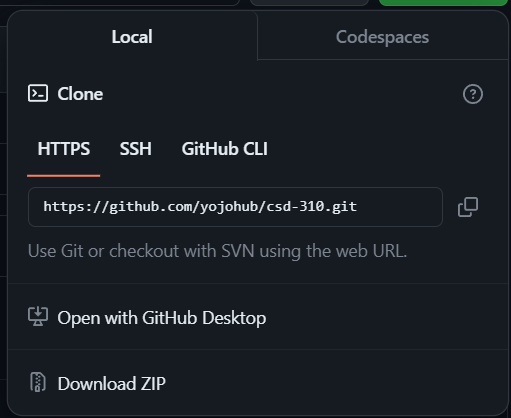 Local
Codespaces
Clone
HTTPS
SSH
GitHub CLI
https://github.com/yojohub/csd-310.git
Use Git or checkout with SVN using the web URL.
Open with GitHub Desktop
Download ZIP